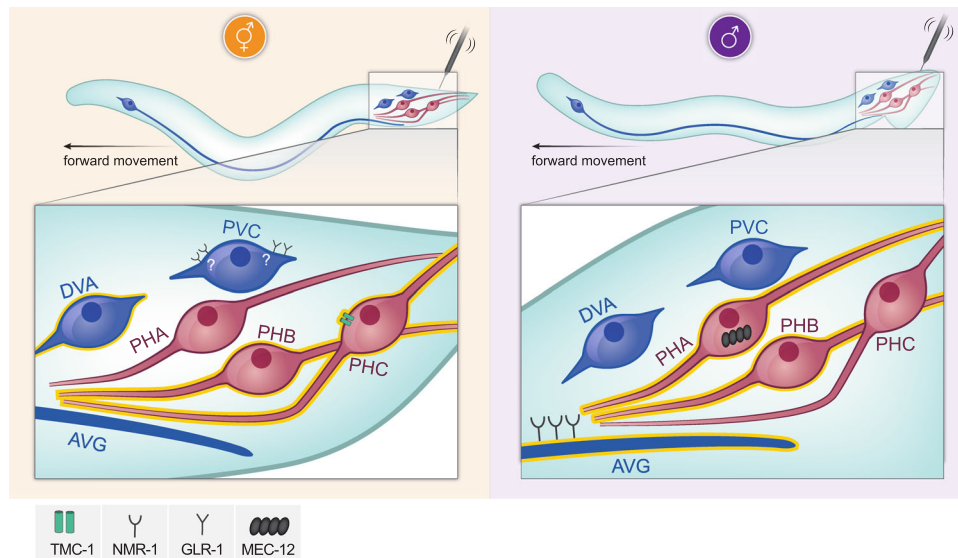 forward movement
forward movement
PVC
?
?
DVA
PHA
PHB
PHC
AVG
PVC
DVA
PHA
PHB
PHC
AVG
TMC-1
NMR-1
GLR-1
MEC-12